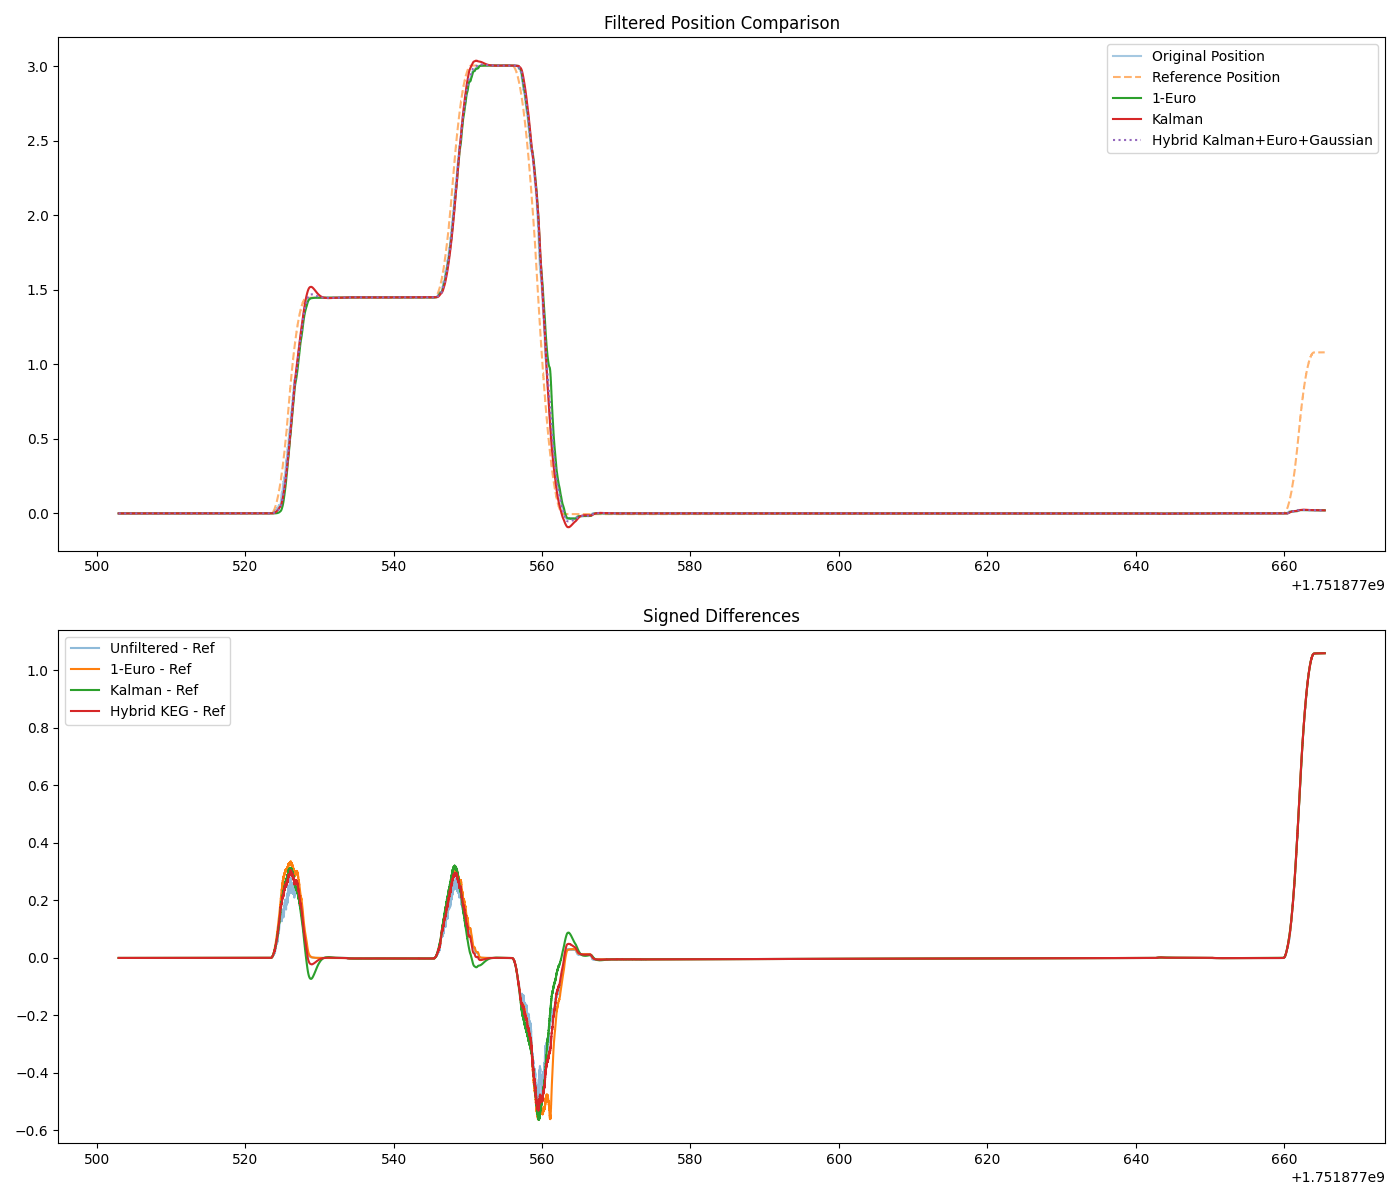 Filtered Position Comparison
Original Position
Reference Position
1-Euro
Kalman
Hybrid Kalman+Euro+Gaussian
3.0
2.5
2.0
1.5
1.0
0.5
0.0
500 520 540 560 580 600 620 640 660
+1.751877e9
Signed Differences
Unfiltered - Ref
1-Euro - Ref
Kalman - Ref
Hybrid KEG - Ref
1.0
0.8
0.6
0.4
0.2
0.0
−0.2
−0.4
−0.6
500 520 540 560 580 600 620 640 660
+1.751877e9